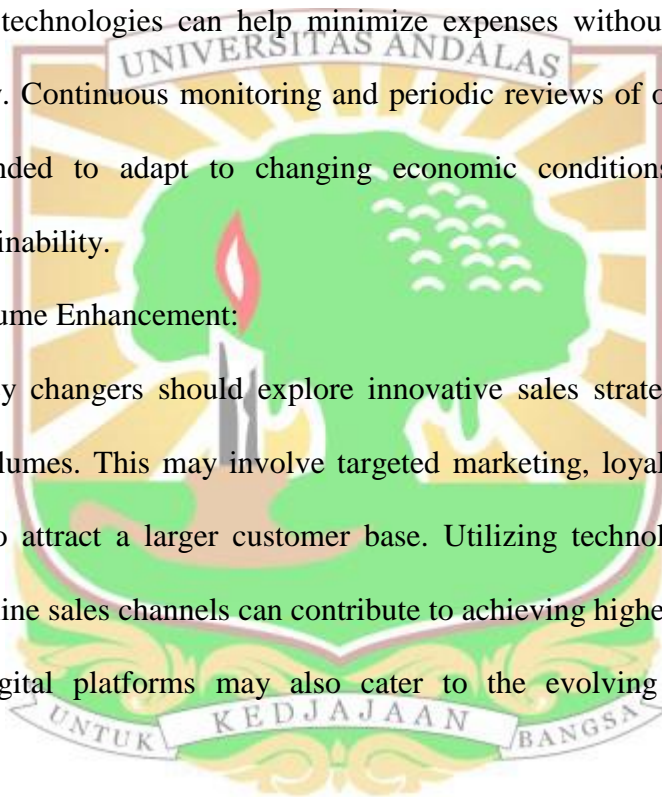 technologies can help minimize expenses withou
UNIVERSITAS ANDALAS
y. Continuous monitoring and periodic reviews of o
nded to adapt to changing economic conditions
inability.
ume Enhancement:
y changers should explore innovative sales strate
lumes. This may involve targeted marketing, loyal
o attract a larger customer base. Utilizing technol
ine sales channels can contribute to achieving highe
gital platforms may also cater to the evolving
UNTUK KEDJAJAAN BANGSA